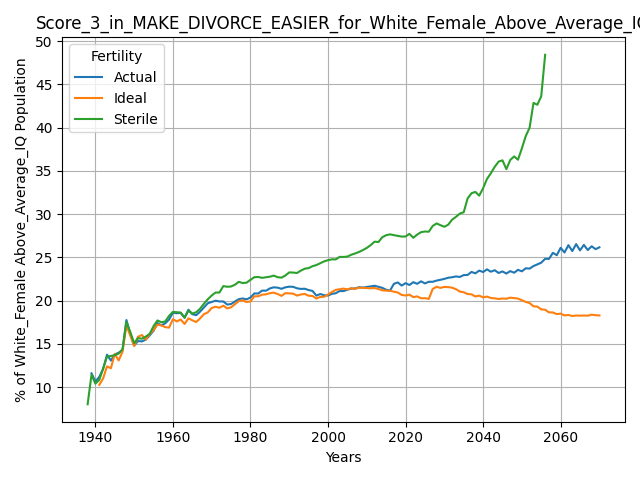 Score_3_in_MAKE_DIVORCE_EASIER_for_White_Female_Above_Average_IQ
Fertility
Actual
Ideal
Sterile
% of White_Female Above_Average_IQ Population
50
45
40
35
30
25
20
15
10
1940 1960 1980 2000 2020 2040 2060
Years